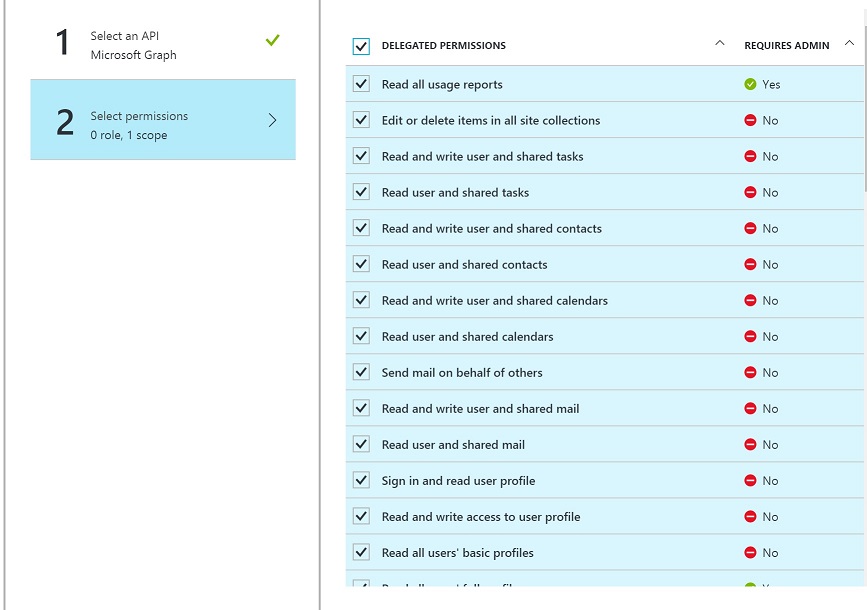 1
Select an API
Microsoft Graph
2
Select permissions
0 role, 1 scope
DELEGATED PERMISSIONS REQUIRES ADMIN
Read all usage reports Yes
Edit or delete items in all site collections No
Read and write user and shared tasks No
Read user and shared tasks No
Read and write user and shared contacts No
Read user and shared contacts No
Read and write user and shared calendars No
Read user and shared calendars No
Send mail on behalf of others No
Read and write user and shared mail No
Read user and shared mail No
Sign in and read user profile No
Read and write access to user profile No
Read all users' basic profiles No